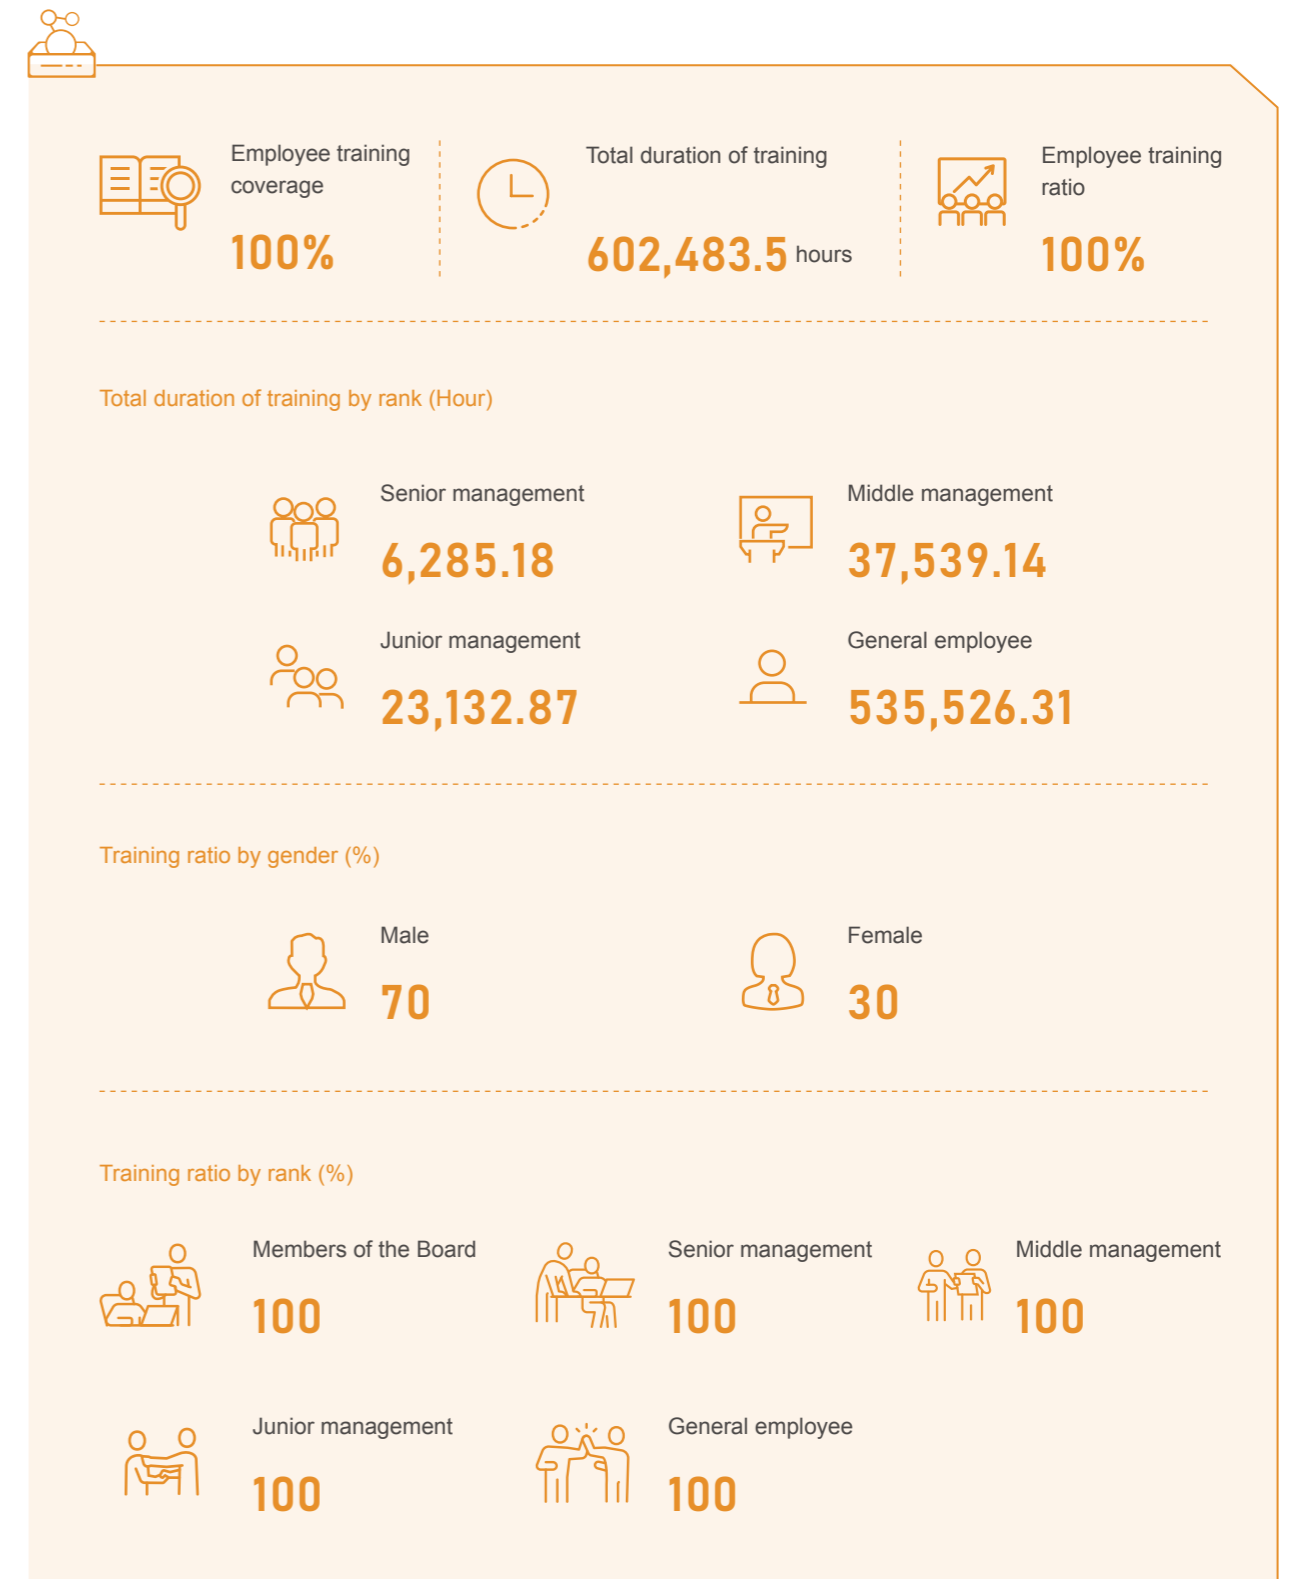 Employee training
coverage
100%
Total duration of training
602,483.5 hours
Employee training
ratio
100%
Total duration of training by rank (Hour)
Senior management
6,285.18
Middle management
37,539.14
Junior management
23,132.87
General employee
535,526.31
Training ratio by gender (%)
Male
70
Female
30
Training ratio by rank (%)
Members of the Board
100
Senior management
100
Middle management
100
Junior management
100
General employee
100